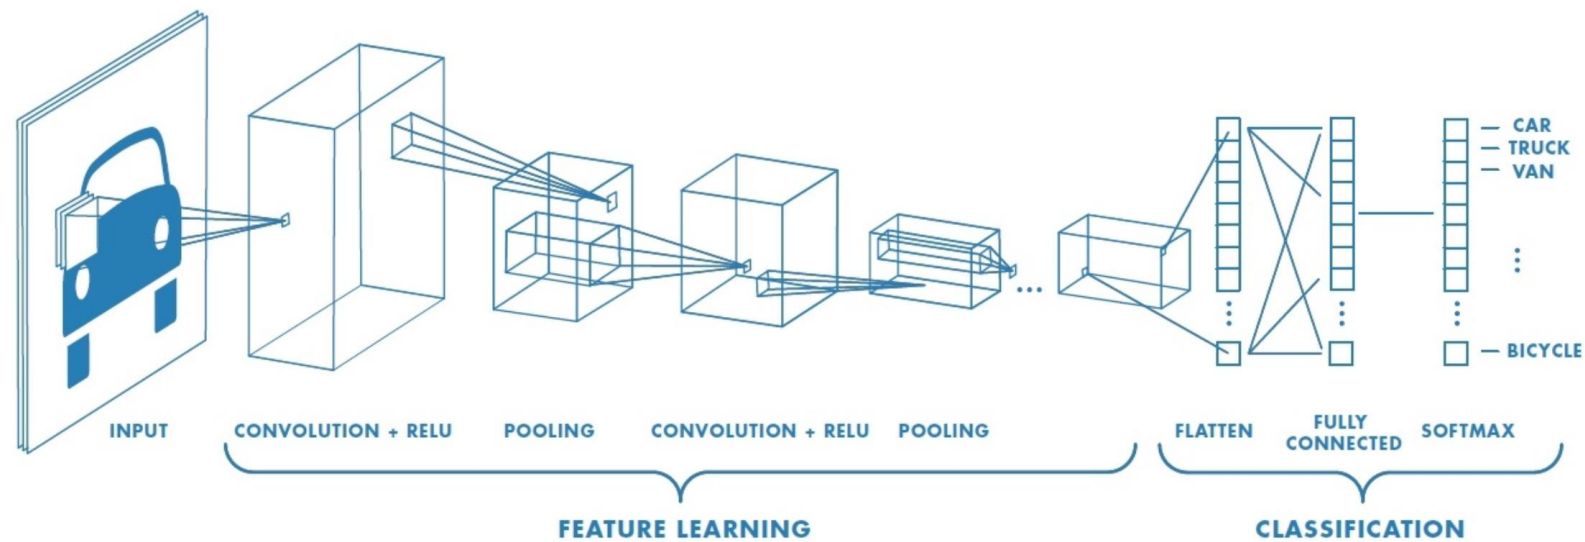 CAR
TRUCK
VAN
BICYCLE
INPUT
CONVOLUTION + RELU
POOLING
CONVOLUTION + RELU
POOLING
FLATTEN
FULLY
CONNECTED
SOFTMAX
FEATURE LEARNING
CLASSIFICATION